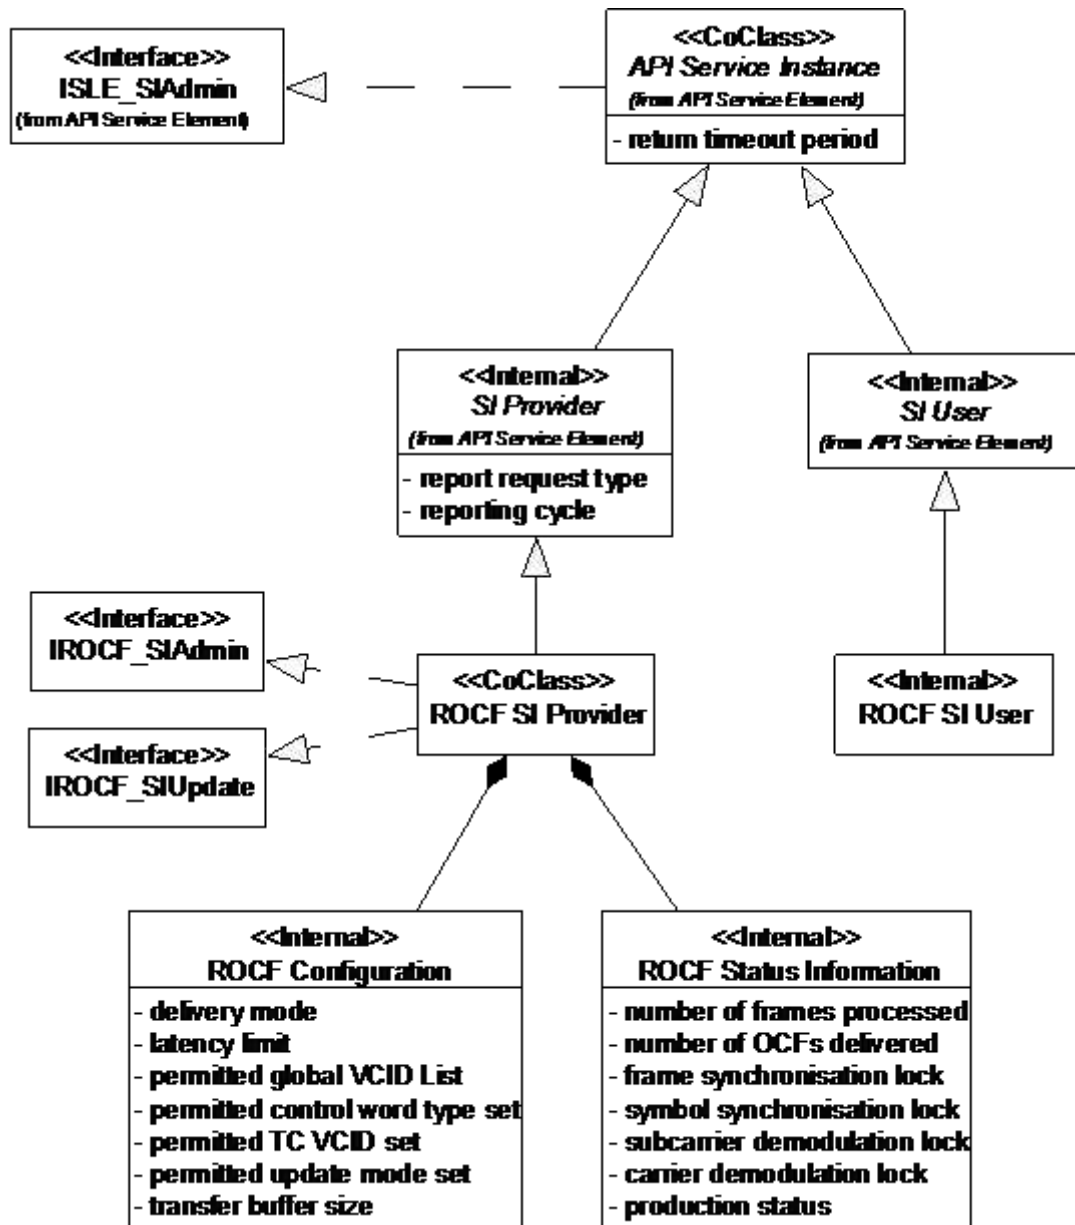 <<Interface>>
ISLE_SIAdmin
(from API Service Element)
<<CoClass>>
API Service Instance
(from API Service Element)
- return timeout period
<<Internal>>
SI Provider
(from API Service Element)
- report request type
- reporting cycle
<<Internal>>
SI User
(from API Service Element)
<<Interface>>
IROCF_SIAdmin
<<Interface>>
IROCF_SIUpdate
<<CoClass>>
ROCF SI Provider
<<Internal>>
ROCF SI User
<<Internal>>
ROCF Configuration
- delivery mode
- latency limit
- permitted global VCID List
- permitted control word type set
- permitted TC VCID set
- permitted update mode set
- transfer buffer size
<<Internal>>
ROCF Status Information
- number of frames processed
- number of OCFs delivered
- frame synchronisation lock
- symbol synchronisation lock
- subcarrier demodulation lock
- carrier demodulation lock
- production status